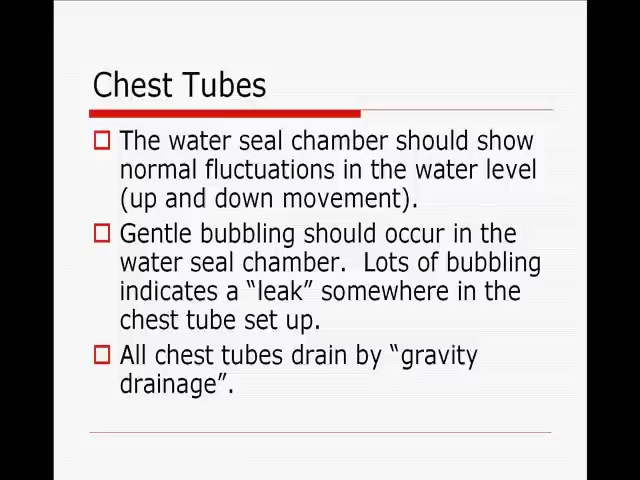 Chest Tubes
The water seal chamber should show
normal fluctuations in the water level
(up and down movement).
Gentle bubbling should occur in the
water seal chamber.  Lots of bubbling
indicates a “leak” somewhere in the
chest tube set up.
All chest tubes drain by “gravity
drainage”.